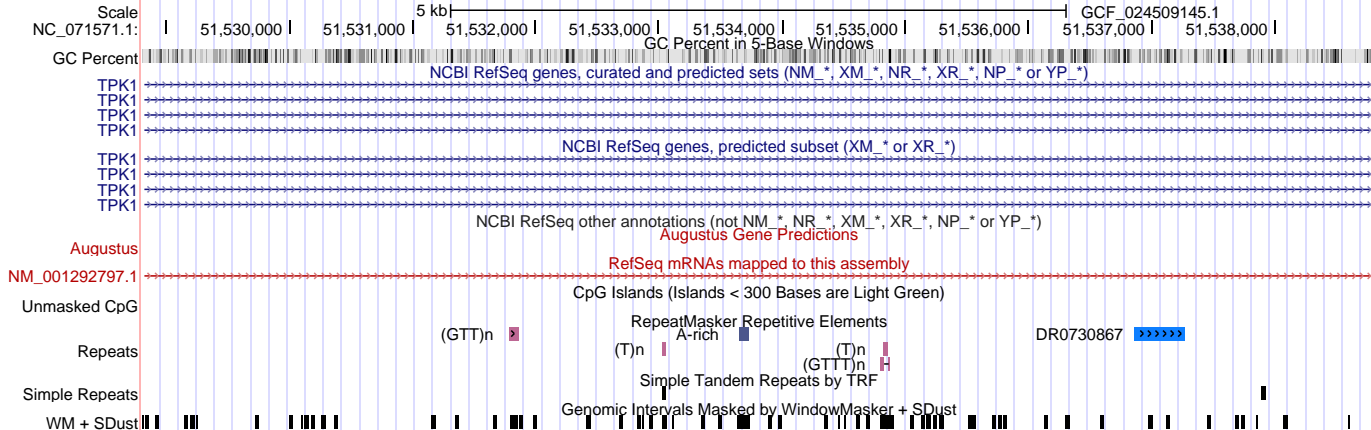 Scale 5 kb GCF_024509145.1
NC_071571.1: 51,530,000 51,531,000 51,532,000 51,533,000 51,534,000 51,535,000 51,536,000 51,537,000 51,538,000
GC Percent in 5-Base Windows
GC Percent
NCBI RefSeq genes, curated and predicted sets (NM_*, XM_*, NR_*, XR_*, NP_* or YP_*)
TPK1
TPK1
TPK1
TPK1
NCBI RefSeq genes, predicted subset (XM_* or XR_*)
TPK1
TPK1
TPK1
TPK1
NCBI RefSeq other annotations (not NM_*, NR_*, XM_*, XR_*, NP_* or YP_*)
Augustus Gene Predictions
Augustus
RefSeq mRNAs mapped to this assembly
NM_001292797.1
CpG Islands (Islands < 300 Bases are Light Green)
Unmasked CpG
RepeatMasker Repetitive Elements
(GTT)n A-rich DR0730867
Repeats (T)n (T)n
(GTTT)n
Simple Tandem Repeats by TRF
Simple Repeats
Genomic Intervals Masked by WindowMasker + SDust
WM + SDust